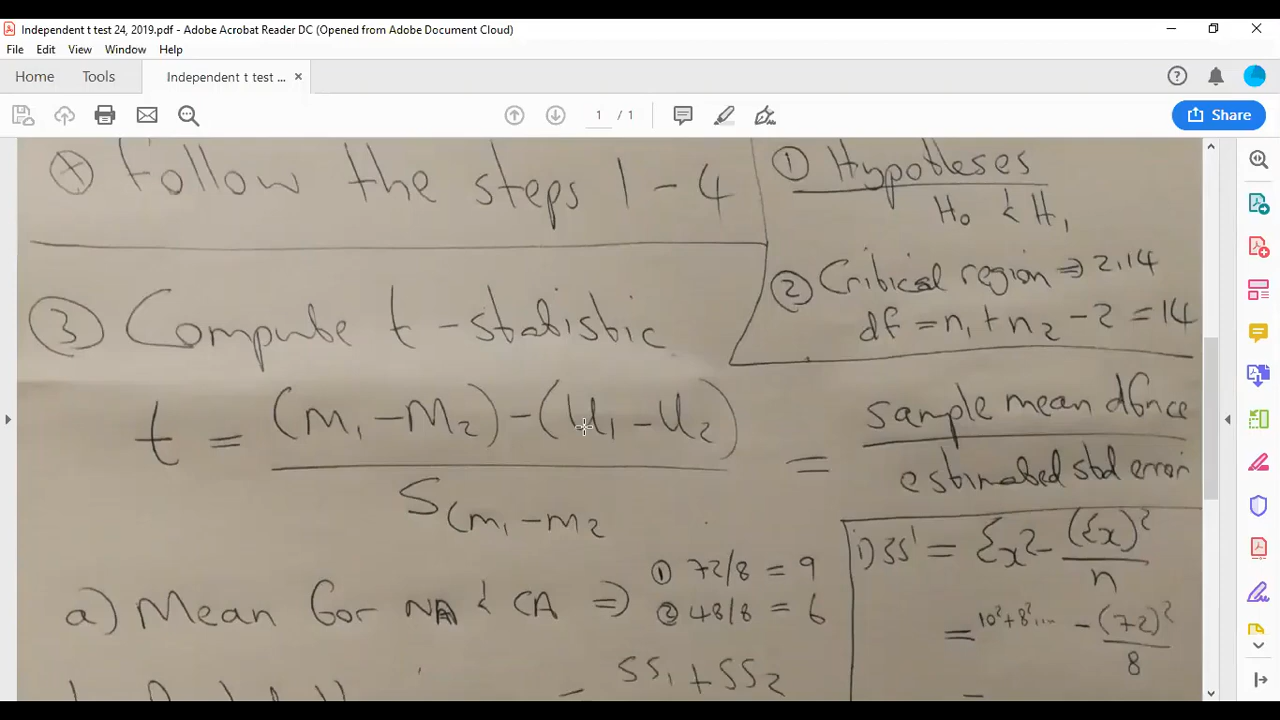 Independent t test 24, 2019.pdf - Adobe Acrobat Reader DC (Opened from Adobe Document Cloud)
File Edit View Window Help
Home Tools Independent t test ... ×
1 / 1
Share
Follow the steps 1 - 4
① Hypotheses
H₀ & H₁
② Critical region ⇒ 2.14
df = n₁ + n₂ - 2 = 14
③ Compute t - statistic
t = (M₁ - M₂) - (U₁ - U₂)
S(m₁ - m₂
= sample mean dfnce
estimated std error
a) Mean for NA & CA ⇒
① 72/8 = 9
② 48/8 = 6
i) SS' = Σx² - (Σx)²
n
= 10² + 8² ... - (72)²
8
= SS₁ + SS₂
=